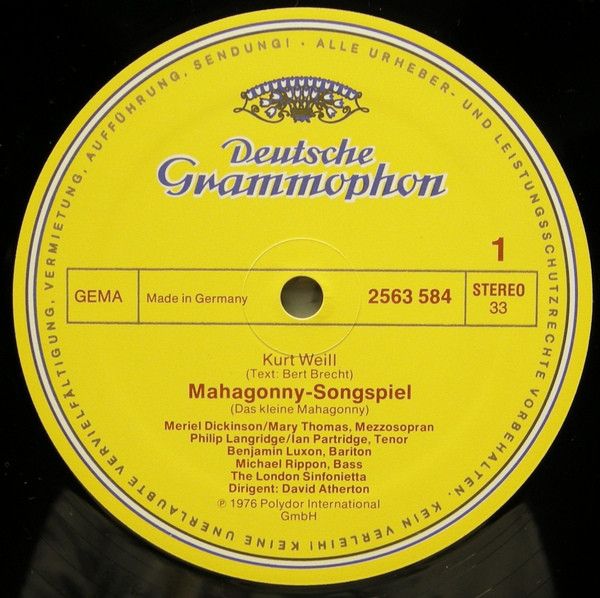 ALLE URHEBER- UND LEISTUNGSSCHUTZRECHTE VORBEHALTEN. KEIN VERLEIH! KEINE UNERLAUBTE VERVIELFÄLTIGUNG, VERMIETUNG, AUFFÜHRUNG, SENDUNG! ·
Deutsche
Grammophon
1
GEMA
Made in Germany
2563 584
STEREO
33
Kurt Weill
(Text: Bert Brecht)
Mahagonny-Songspiel
(Das kleine Mahagonny)
Meriel Dickinson/Mary Thomas, Mezzosopran
Philip Langridge/Ian Partridge, Tenor
Benjamin Luxon, Bariton
Michael Rippon, Bass
The London Sinfonietta
Dirigent: David Atherton
℗ 1976 Polydor International
GmbH